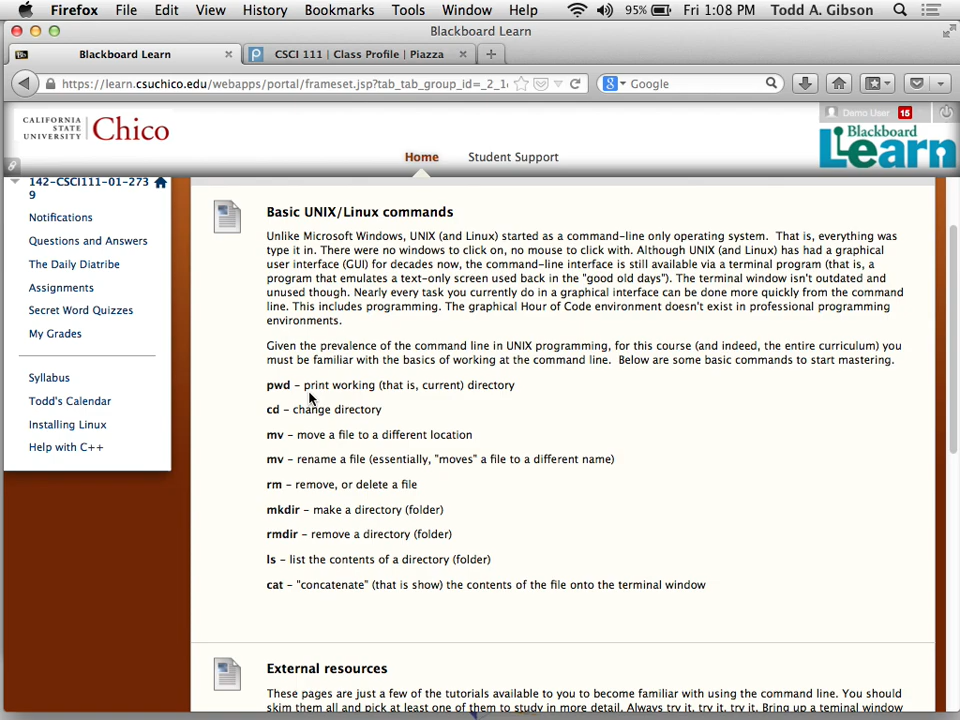 Firefox File Edit View History Bookmarks Tools Window Help 95% Fri 1:08 PM Todd A. Gibson
Blackboard Learn
Blackboard Learn CSCI 111 | Class Profile | Piazza
https://learn.csuchico.edu/webapps/portal/frameset.jsp?tab_tab_group_id=_2_1 Google
CALIFORNIA
STATE
UNIVERSITY
Chico
Demo User 15
Blackboard
Learn
Home Student Support
142-CSCI111-01-273
9
Notifications
Questions and Answers
The Daily Diatribe
Assignments
Secret Word Quizzes
My Grades
Syllabus
Todd's Calendar
Installing Linux
Help with C++
Basic UNIX/Linux commands
Unlike Microsoft Windows, UNIX (and Linux) started as a command-line only operating system. That is, everything was
type it in. There were no windows to click on, no mouse to click with. Although UNIX (and Linux) has had a graphical
user interface (GUI) for decades now, the command-line interface is still available via a terminal program (that is, a
program that emulates a text-only screen used back in the "good old days"). The terminal window isn't outdated and
unused though. Nearly every task you currently do in a graphical interface can be done more quickly from the command
line. This includes programming. The graphical Hour of Code environment doesn't exist in professional programming
environments.
Given the prevalence of the command line in UNIX programming, for this course (and indeed, the entire curriculum) you
must be familiar with the basics of working at the command line. Below are some basic commands to start mastering.
pwd – print working (that is, current) directory
cd – change directory
mv – move a file to a different location
mv – rename a file (essentially, "moves" a file to a different name)
rm – remove, or delete a file
mkdir – make a directory (folder)
rmdir – remove a directory (folder)
ls – list the contents of a directory (folder)
cat – "concatenate" (that is show) the contents of the file onto the terminal window
External resources
These pages are just a few of the tutorials available to you to become familiar with using the command line. You should
skim them all and pick at least one of them to study in more detail. Always try it, try it, try it. Bring up a teminal window